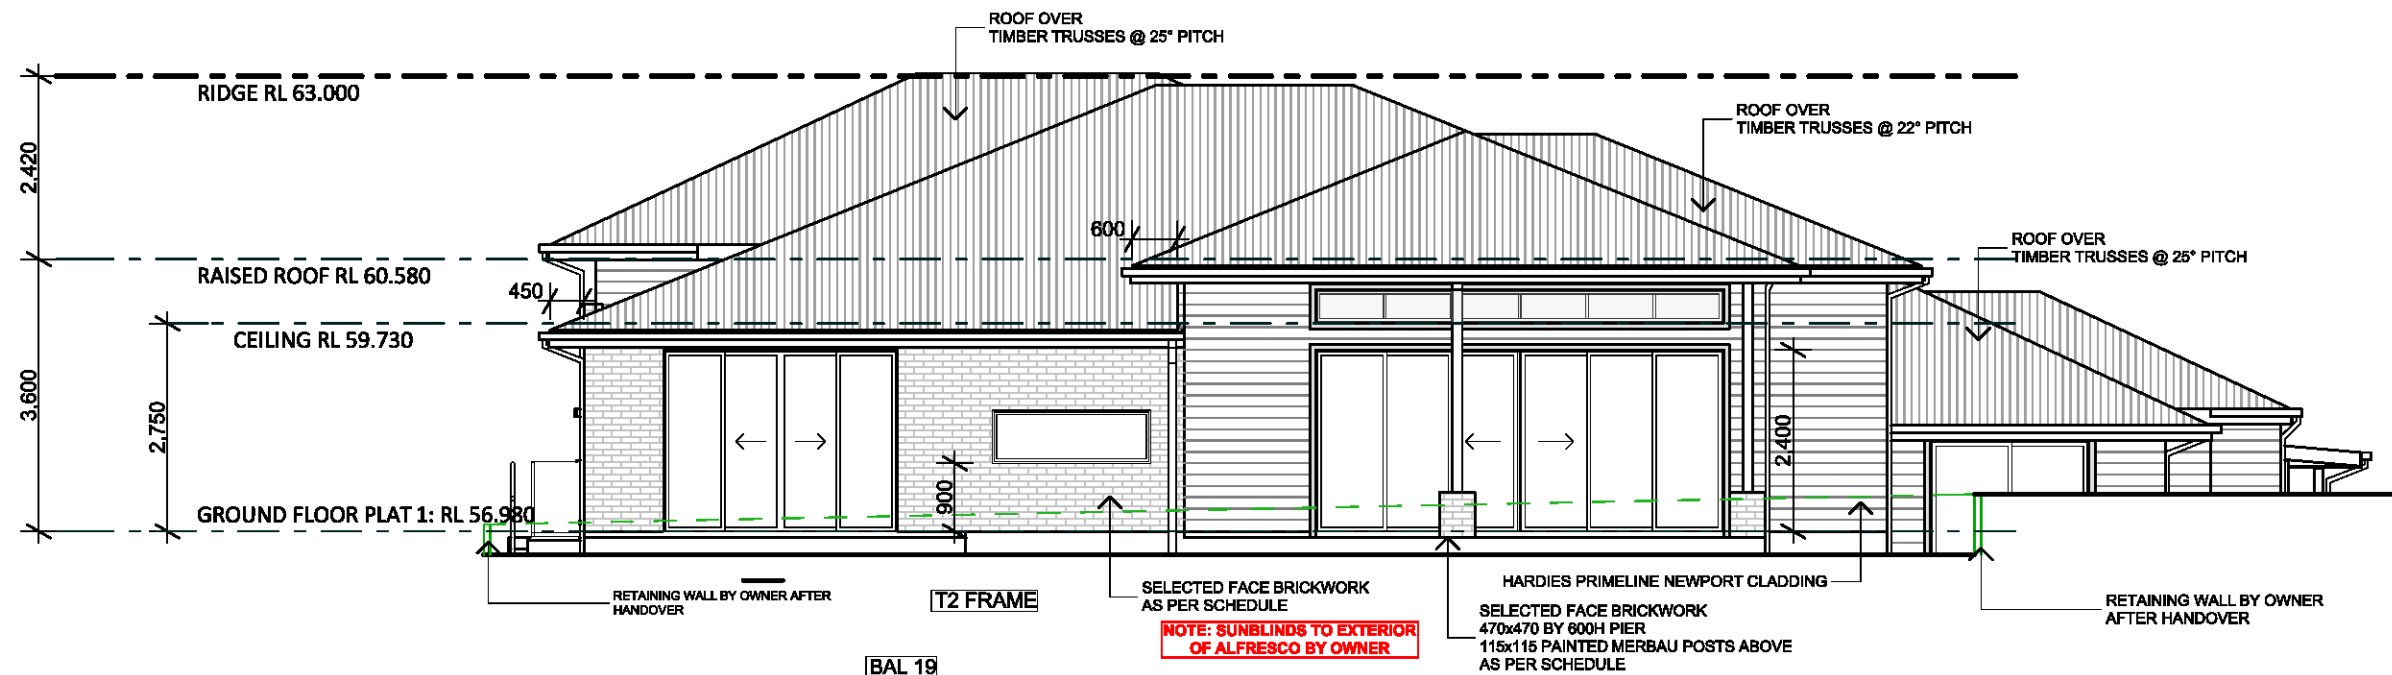 ROOF OVER
TIMBER TRUSSES @ 25° PITCH
RIDGE RL 63.000
ROOF OVER
TIMBER TRUSSES @ 22° PITCH
2,420
600
ROOF OVER
TIMBER TRUSSES @ 25° PITCH
RAISED ROOF RL 60.580
450
CEILING RL 59.730
3,600
2,750
2,400
900
GROUND FLOOR PLAT 1: RL 56.980
RETAINING WALL BY OWNER AFTER
HANDOVER
T2 FRAME
SELECTED FACE BRICKWORK
AS PER SCHEDULE
HARDIES PRIMELINE NEWPORT CLADDING
SELECTED FACE BRICKWORK
470x470 BY 600H PIER
115x115 PAINTED MERBAU POSTS ABOVE
AS PER SCHEDULE
RETAINING WALL BY OWNER
AFTER HANDOVER
NOTE: SUNBLINDS TO EXTERIOR
OF ALFRESCO BY OWNER
BAL 19